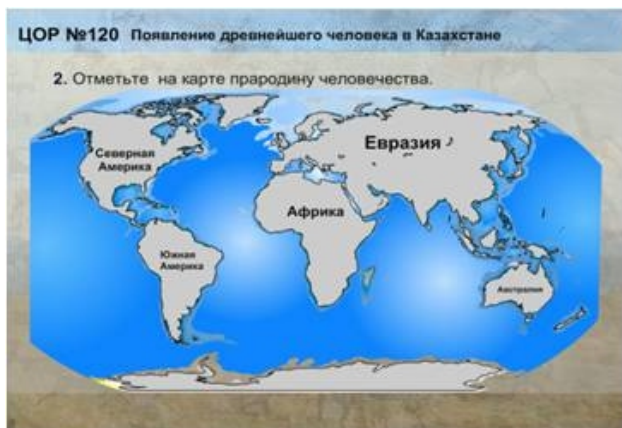 ЦОР №120 Появление древнейшего человека в Казахстане
2. Отметьте на карте прародину человечества.
Северная
Америка
Евразия
Африка
Южная
Америка
Австралия